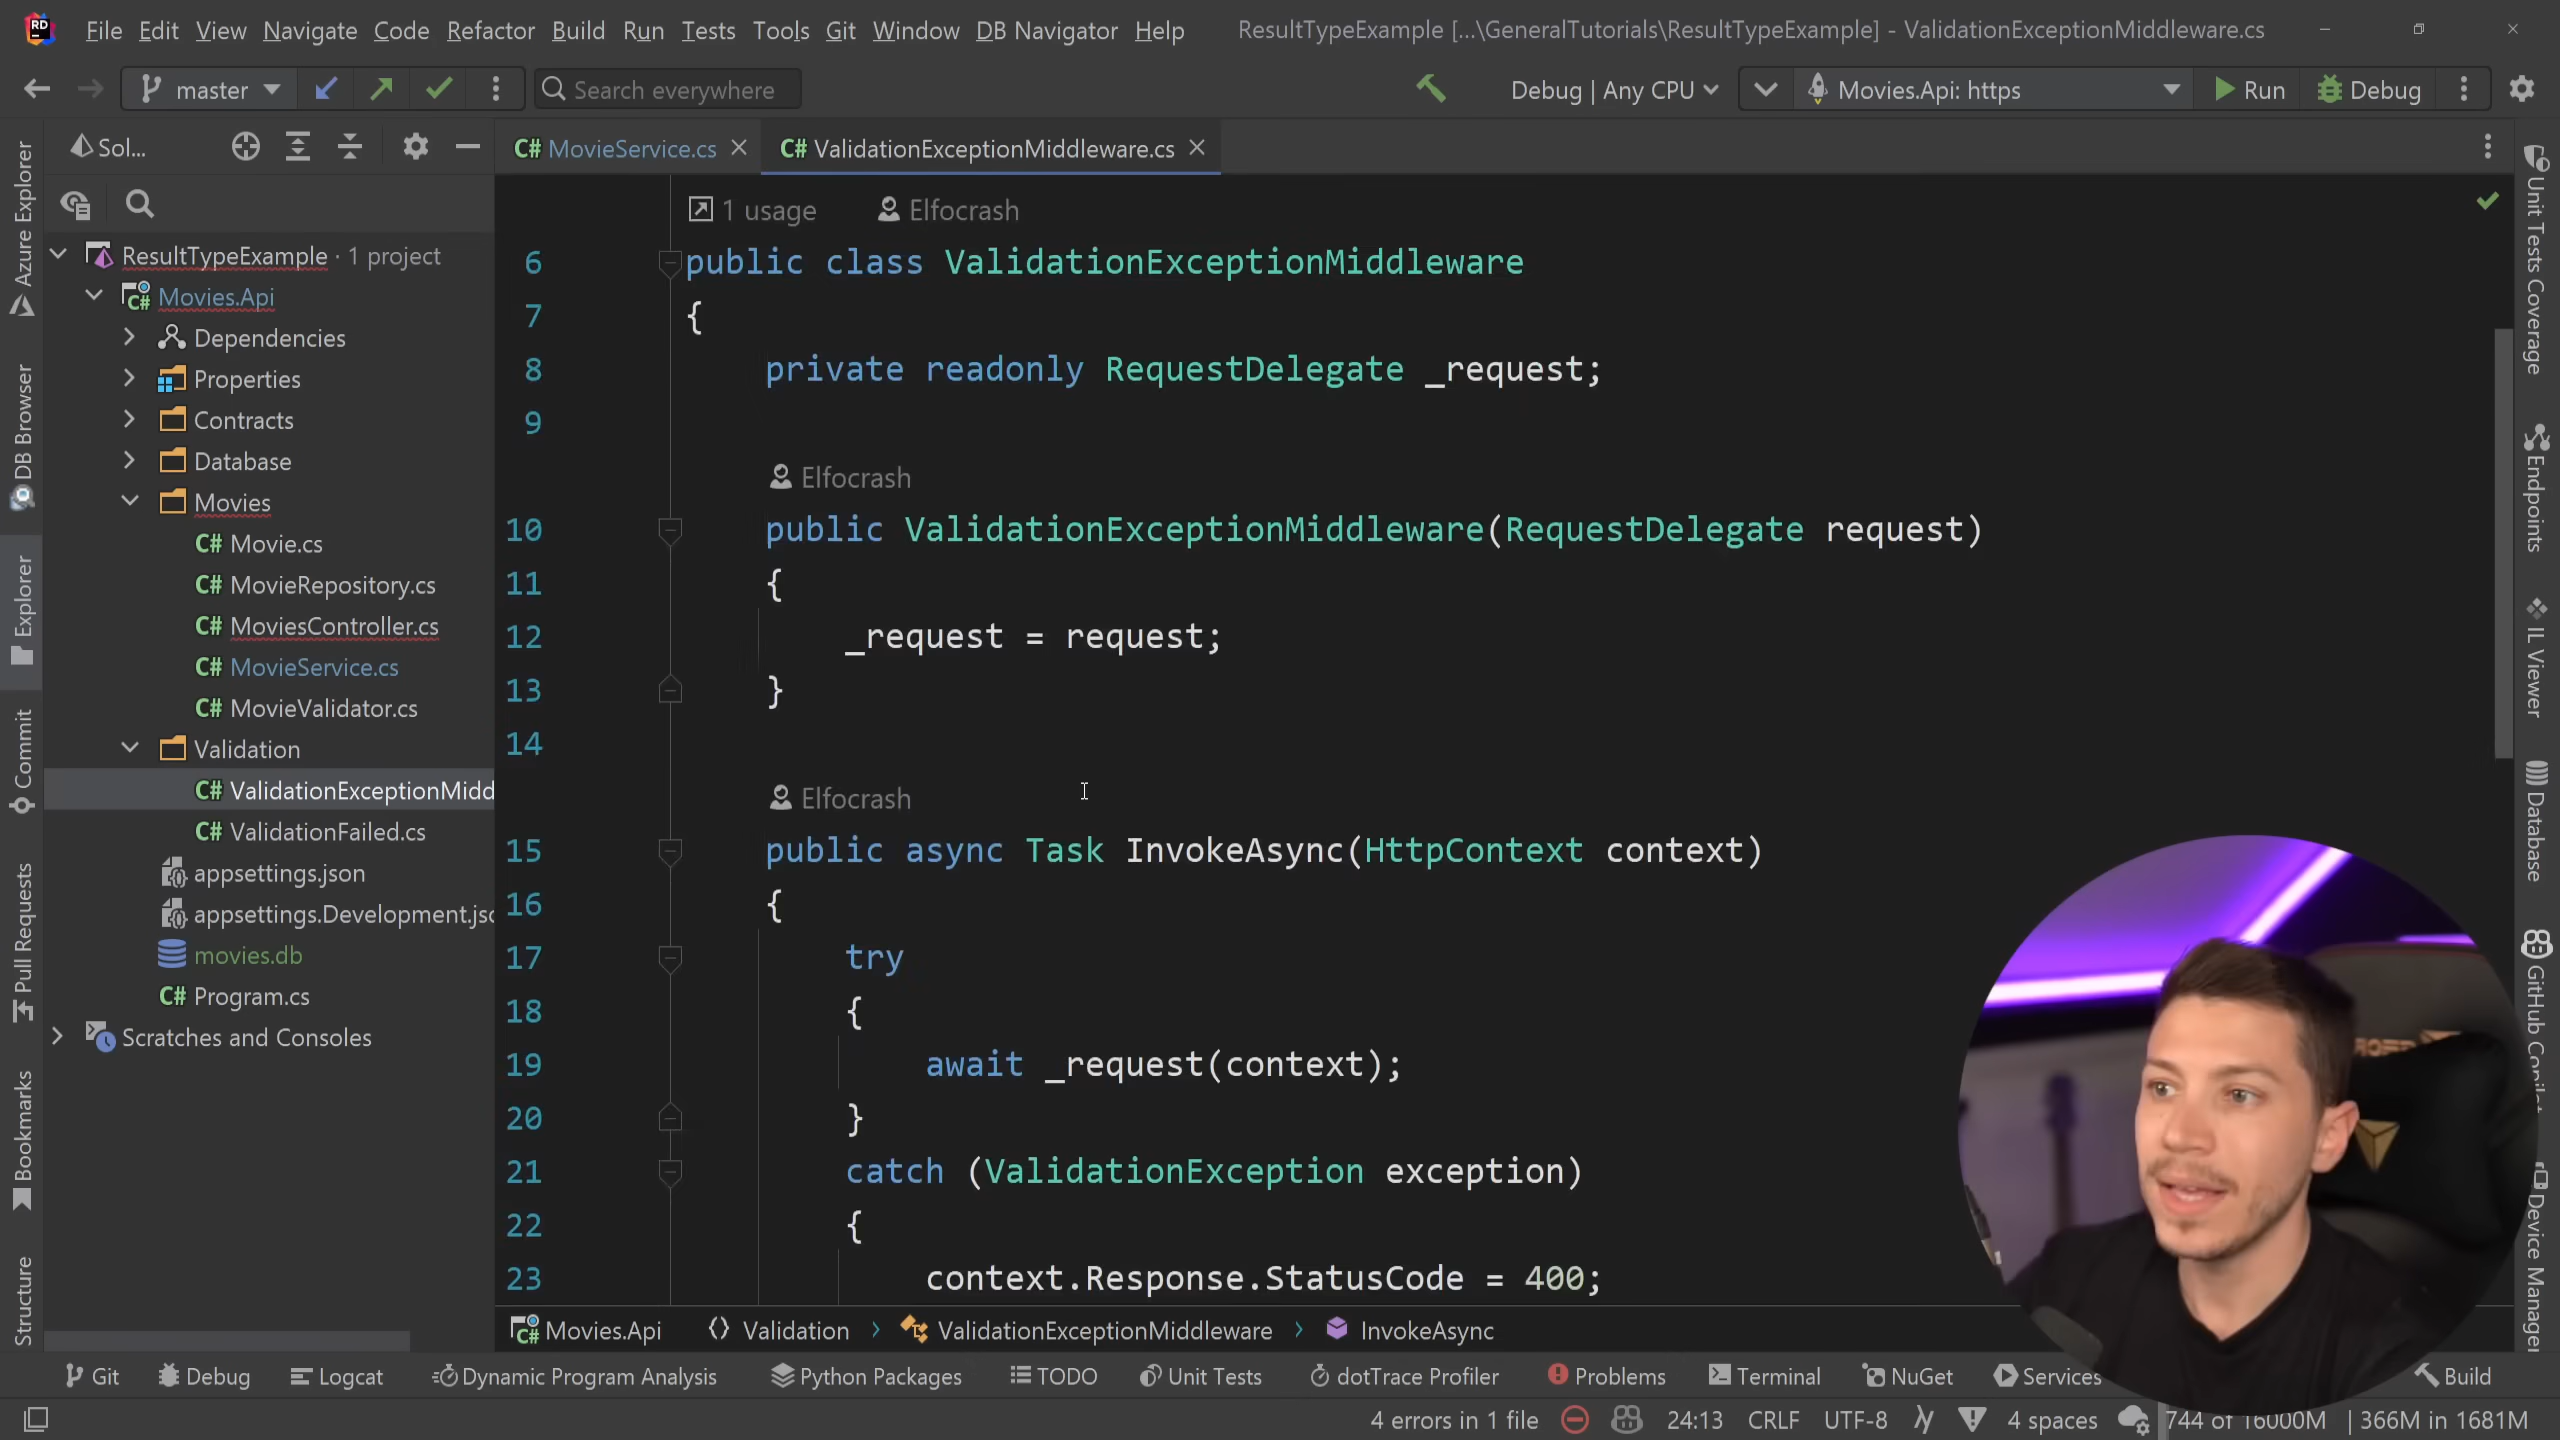 RD File Edit View Navigate Code Refactor Build Run Tests Tools Git Window DB Navigator Help ResultTypeExample [...\GeneralTutorials\ResultTypeExample] - ValidationExceptionMiddleware.cs
master Search everywhere Debug | Any CPU Movies.Api: https Run Debug
Sol...
C# MovieService.cs C# ValidationExceptionMiddleware.cs
ResultTypeExample · 1 project
Movies.Api
Dependencies
Properties
Contracts
Database
Movies
C# Movie.cs
C# MovieRepository.cs
C# MoviesController.cs
C# MovieService.cs
C# MovieValidator.cs
Validation
C# ValidationExceptionMidd
C# ValidationFailed.cs
appsettings.json
appsettings.Development.js
movies.db
C# Program.cs
Scratches and Consoles
Azure Explorer
DB Browser
Explorer
Commit
Pull Requests
Bookmarks
Structure
1 usage Elfocrash
6 public class ValidationExceptionMiddleware
7 {
8 private readonly RequestDelegate _request;
9
Elfocrash
10 public ValidationExceptionMiddleware(RequestDelegate request)
11 {
12 _request = request;
13 }
14
Elfocrash
15 public async Task InvokeAsync(HttpContext context)
16 {
17 try
18 {
19 await _request(context);
20 }
21 catch (ValidationException exception)
22 {
23 context.Response.StatusCode = 400;
Unit Tests Coverage
Endpoints
IL Viewer
Database
GitHub Copilot
Device Manager
Movies.Api Validation ValidationExceptionMiddleware InvokeAsync
Git Debug Logcat Dynamic Program Analysis Python Packages TODO Unit Tests dotTrace Profiler Problems Terminal NuGet Services Build
4 errors in 1 file 24:13 CRLF UTF-8 4 spaces 744 of 16000M 366M in 1681M